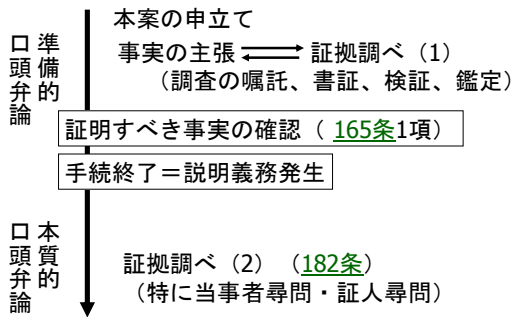 準備的
口頭弁論
本案の申立て
事実の主張 証拠調べ（1）
（調査の嘱託、書証、検証、鑑定）
証明すべき事実の確認（ 165条1項）
手続終了＝説明義務発生
本質的
口頭弁論
証拠調べ（2）（182条）
（特に当事者尋問・証人尋問）